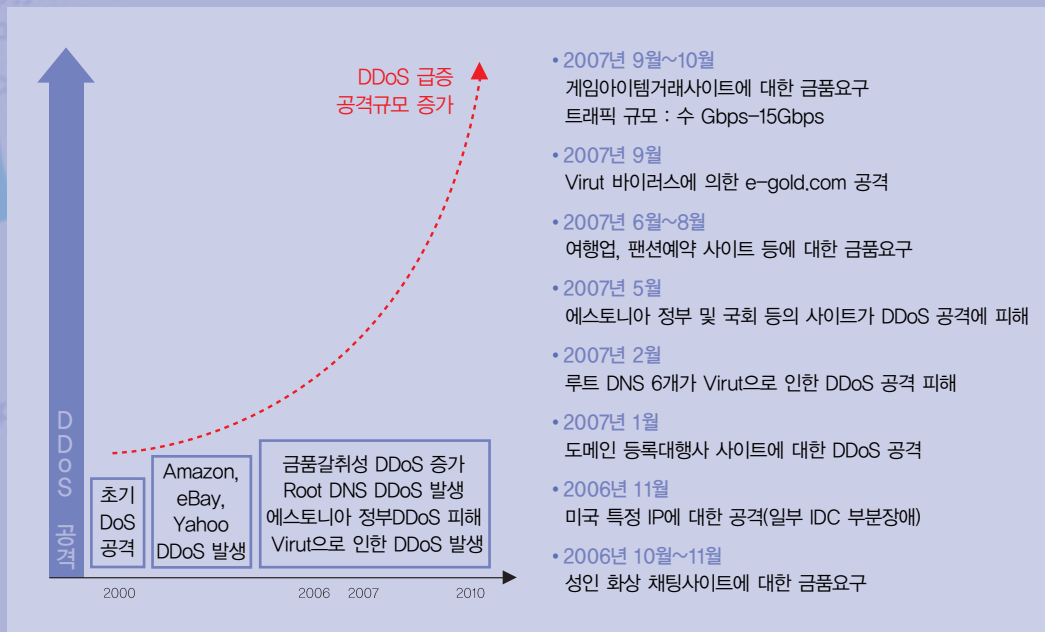 DDoS 급증
공격규모 증가
DDoS 공격
초기
DoS
공격
Amazon,
eBay,
Yahoo
DDoS 발생
금품갈취성 DDoS 증가
Root DNS DDoS 발생
에스토니아 정부DDoS 피해
Virut으로 인한 DDoS 발생
2000
2006
2007
2010
• 2007년 9월~10월
게임아이템거래사이트에 대한 금품요구
트래픽 규모 : 수 Gbps-15Gbps
• 2007년 9월
Virut 바이러스에 의한 e-gold.com 공격
• 2007년 6월~8월
여행업, 팬션예약 사이트 등에 대한 금품요구
• 2007년 5월
에스토니아 정부 및 국회 등의 사이트가 DDoS 공격에 피해
• 2007년 2월
루트 DNS 6개가 Virut으로 인한 DDoS 공격 피해
• 2007년 1월
도메인 등록대행사 사이트에 대한 DDoS 공격
• 2006년 11월
미국 특정 IP에 대한 공격(일부 IDC 부분장애)
• 2006년 10월~11월
성인 화상 채팅사이트에 대한 금품요구